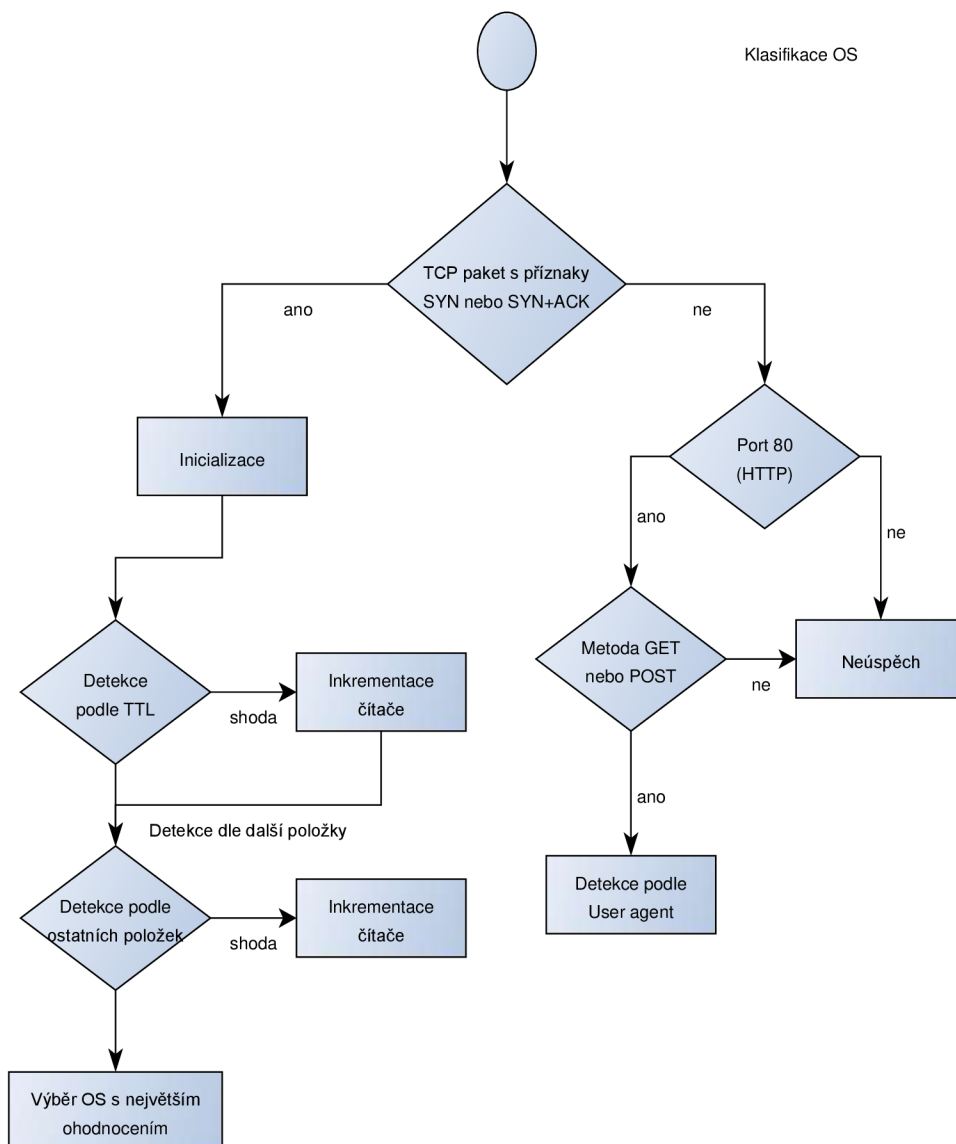 Klasifikace OS
TCP paket s příznaky
SYN nebo SYN+ACK
ano
ne
Inicializace
Port 80
(HTTP)
ano
ne
Detekce
podle TTL
shoda
Inkrementace
čítače
Metoda GET
nebo POST
ne
Neúspěch
ano
Detekce dle další položky
Detekce podle
ostatních položek
shoda
Inkrementace
čítače
Detekce podle
User agent
Výběr OS s největším
ohodnocením